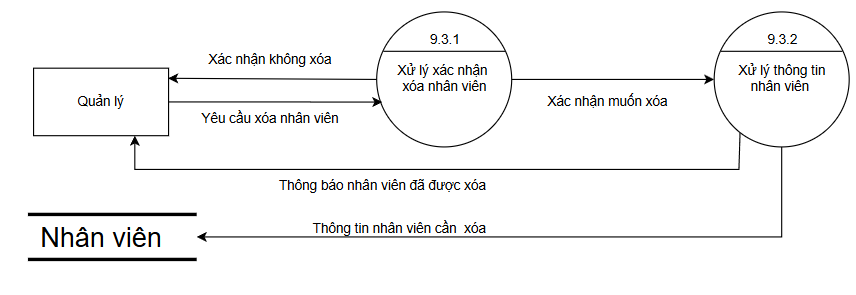 9.3.1
9.3.2
Xác nhận không xóa
Xử lý xác nhận
xóa nhân viên
Xử lý thông tin
nhân viên
Quản lý
Xác nhận muốn xóa
Yêu cầu xóa nhân viên
Thông báo nhân viên đã được xóa
Nhân viên
Thông tin nhân viên cần xóa